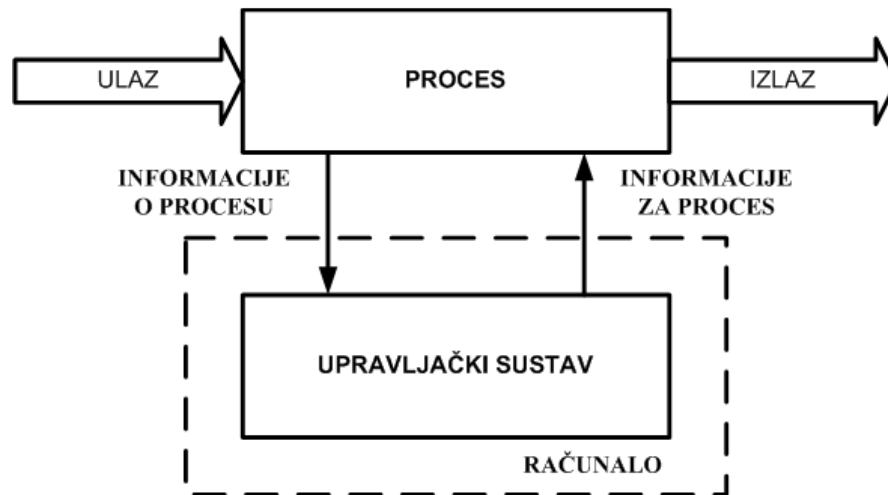 ULAZ
PROCES
IZLAZ
INFORMACIJE
O PROCESU
INFORMACIJE
ZA PROCES
UPRAVLJAČKI SUSTAV
RAČUNALO